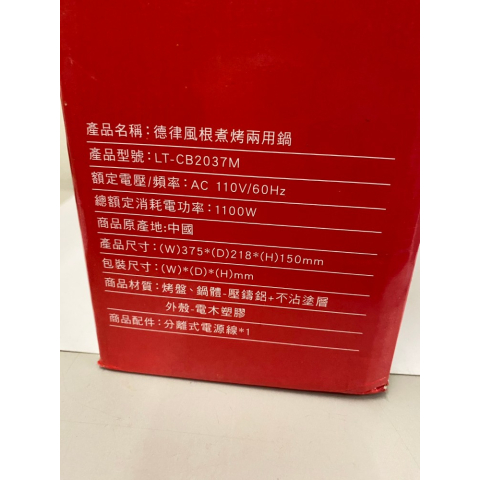 產品名稱：德律風根煮烤兩用鍋
產品型號：LT-CB2037M
額定電壓/頻率：AC 110V/60Hz
總額定消耗電功率：1100W
商品原產地:中國
產品尺寸：(W)375*(D)218*(H)150mm
包裝尺寸：(W)*(D)*(H)mm
商品材質：烤盤、鍋體-壓鑄鋁+不沾塗層
外殼-電木塑膠
商品配件：分離式電源線*1